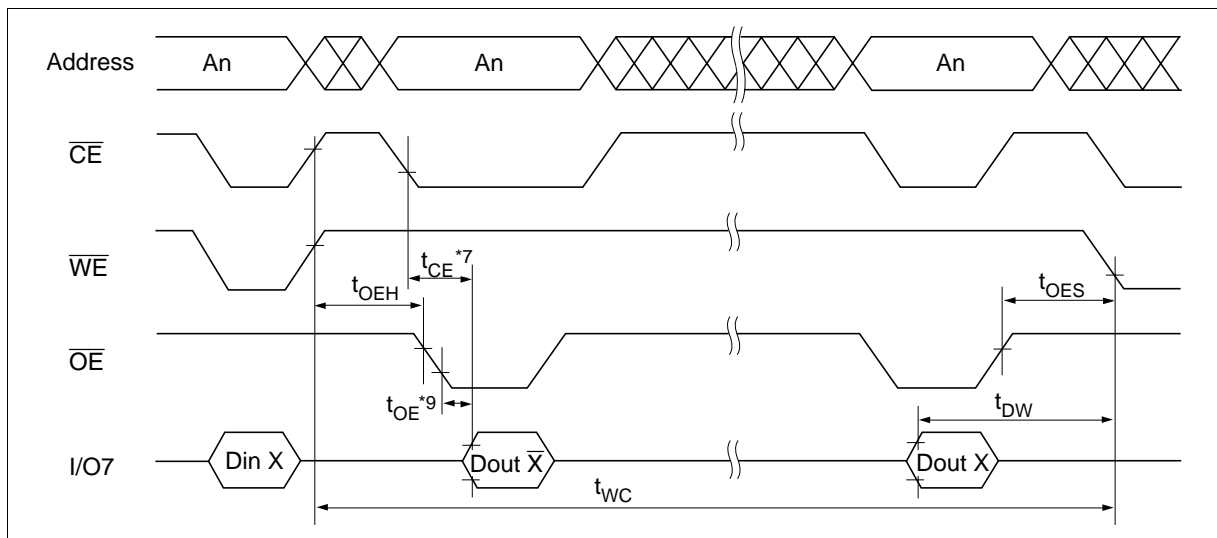 Address An An An
CE
WE
tCE*7
tOEH
tOES
OE
tOE*9
tDW
I/O7 Din X Dout X̅ Dout X
tWC